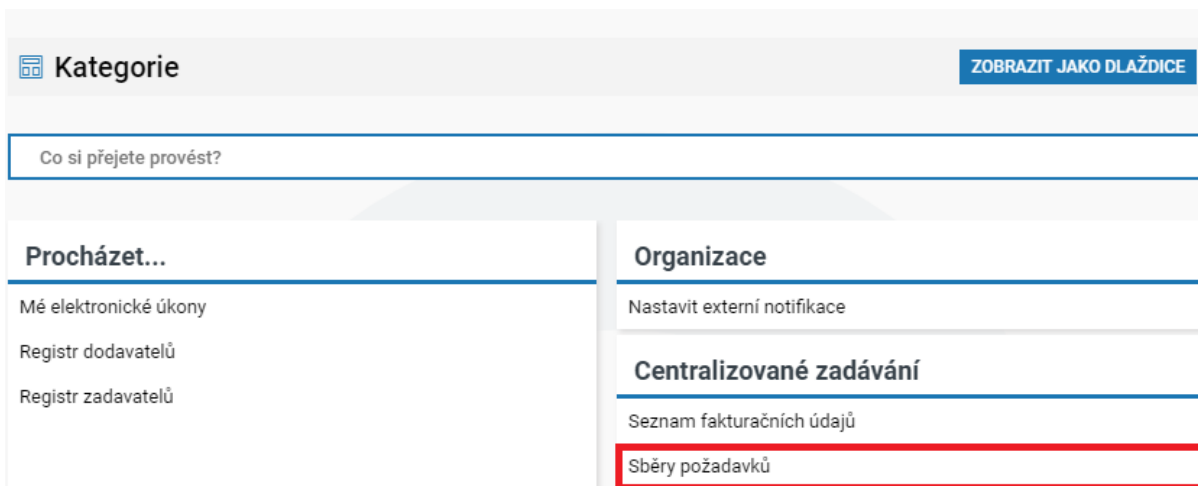 Kategorie
ZOBRAZIT JAKO DLAŽDICE
Co si přejete provést?
Procházet...
Mé elektronické úkony
Registr dodavatelů
Registr zadavatelů
Organizace
Nastavit externí notifikace
Centralizované zadávání
Seznam fakturačních údajů
Sběry požadavků